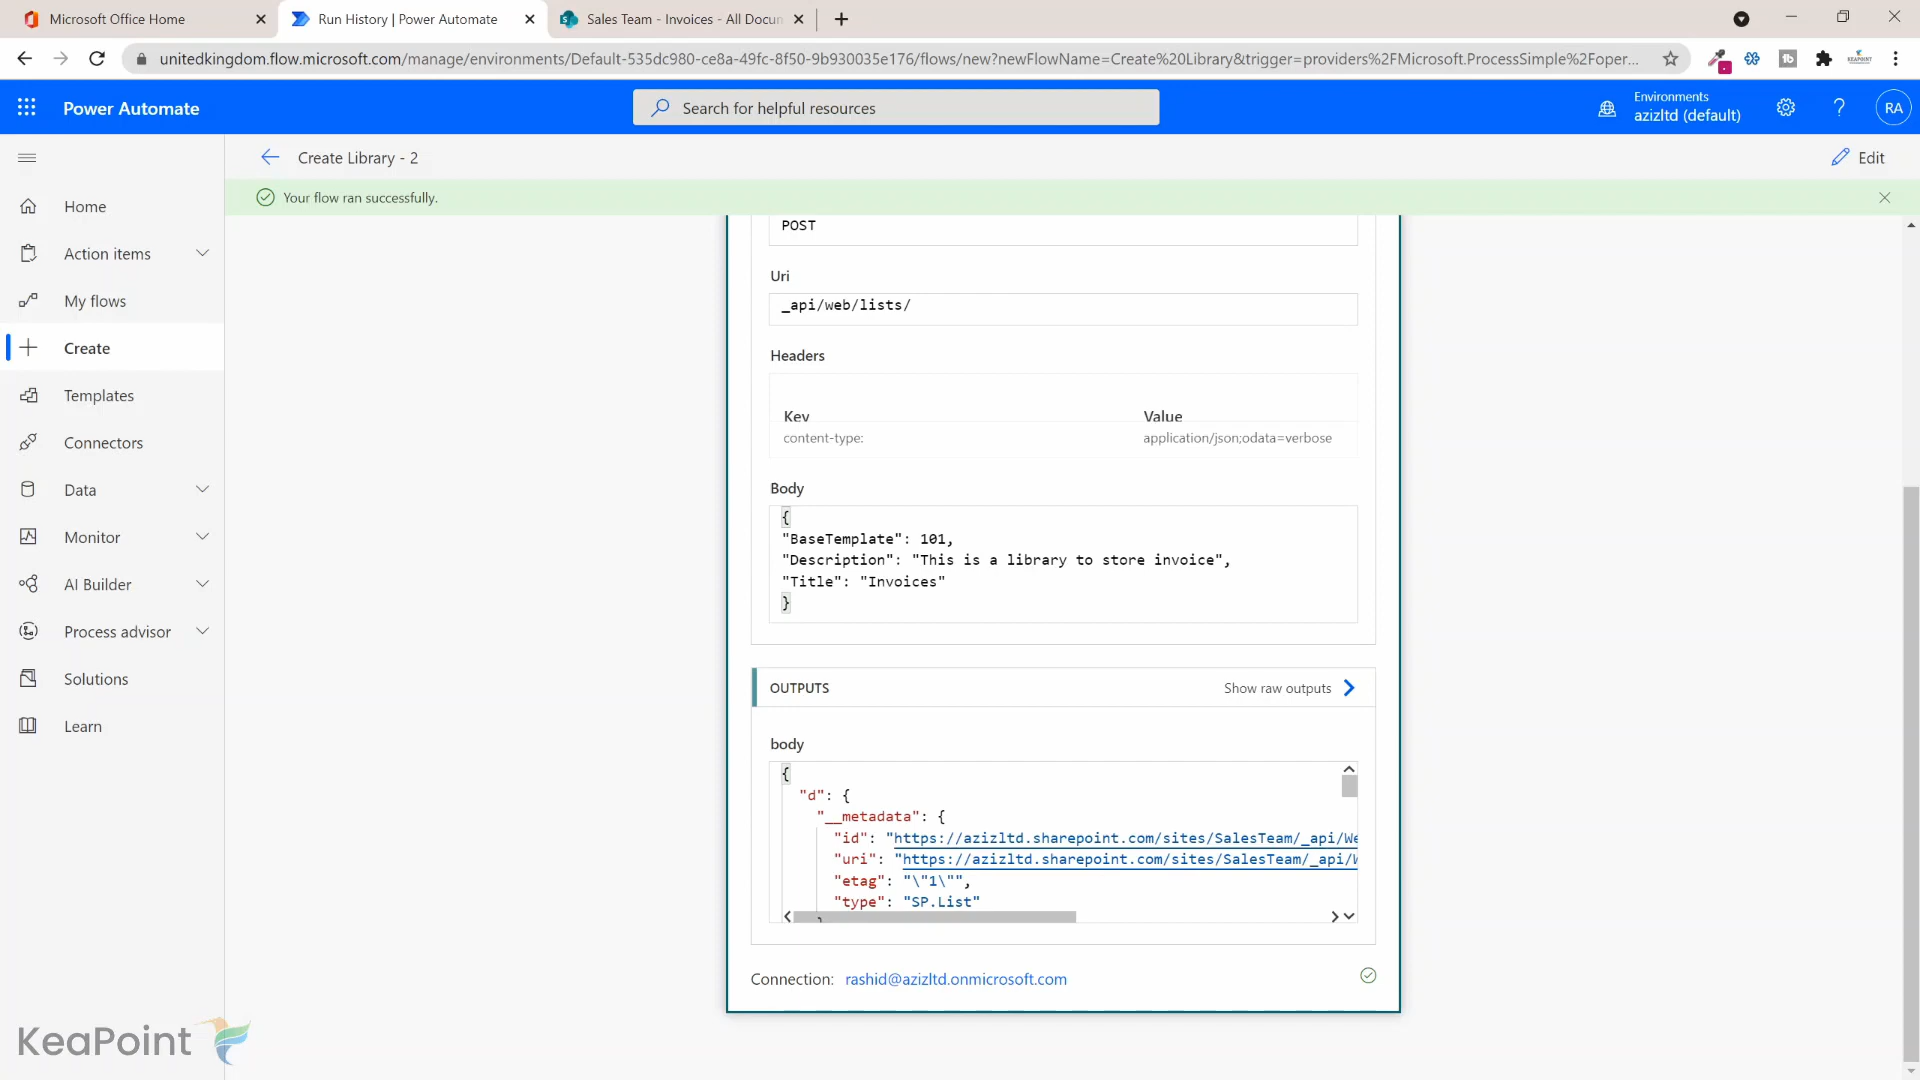 Microsoft Office Home
Run History | Power Automate
Sales Team - Invoices - All Docun
unitedkingdom.flow.microsoft.com/manage/environments/Default-535dc980-ce8a-49fc-8f50-9b930035e176/flows/new?newFlowName=Create%20Library&trigger=providers%2FMicrosoft.ProcessSimple%2Foper...
KEAPOINT
Power Automate
Search for helpful resources
Environments
azizltd (default)
?
RA
Create Library - 2
Edit
Your flow ran successfully.
Home
Action items
My flows
Create
Templates
Connectors
Data
Monitor
AI Builder
Process advisor
Solutions
Learn
POST
Uri
_api/web/lists/
Headers
Key Value
content-type: application/json;odata=verbose
Body
{
"BaseTemplate": 101,
"Description": "This is a library to store invoice",
"Title": "Invoices"
}
OUTPUTS
Show raw outputs
body
{
"d": {
"__metadata": {
"id": "https://azizltd.sharepoint.com/sites/SalesTeam/_api/We
"uri": "https://azizltd.sharepoint.com/sites/SalesTeam/_api/W
"etag": "\"1\"",
"type": "SP.List"
Connection: rashid@azizltd.onmicrosoft.com
KeaPoint